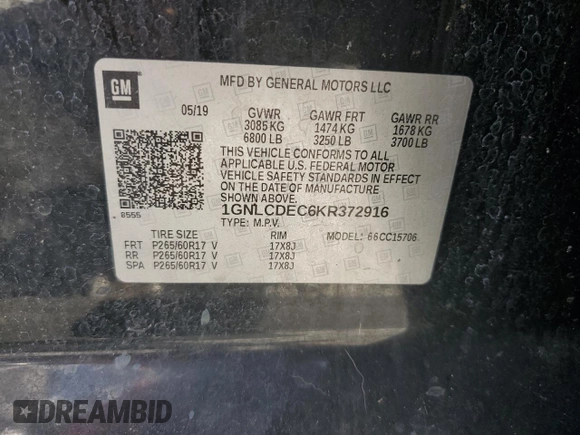 GM
MFD BY GENERAL MOTORS LLC
05/19 GVWR GAWR FRT GAWR RR
3085 KG 1474 KG 1678 KG
6800 LB 3250 LB 3700 LB
THIS VEHICLE CONFORMS TO ALL
APPLICABLE U.S. FEDERAL MOTOR
VEHICLE SAFETY STANDARDS IN EFFECT
ON THE DATE OF MANUFACTURE SHOWN ABOVE.
8555 1GNLCDEC6KR372916
TYPE: M.P.V. MODEL: 66CC15706
TIRE SIZE RIM
FRT P265/60R17 V 17X8J
RR P265/60R17 V 17X8J
SPA P265/60R17 V 17X8J
DREAMBID